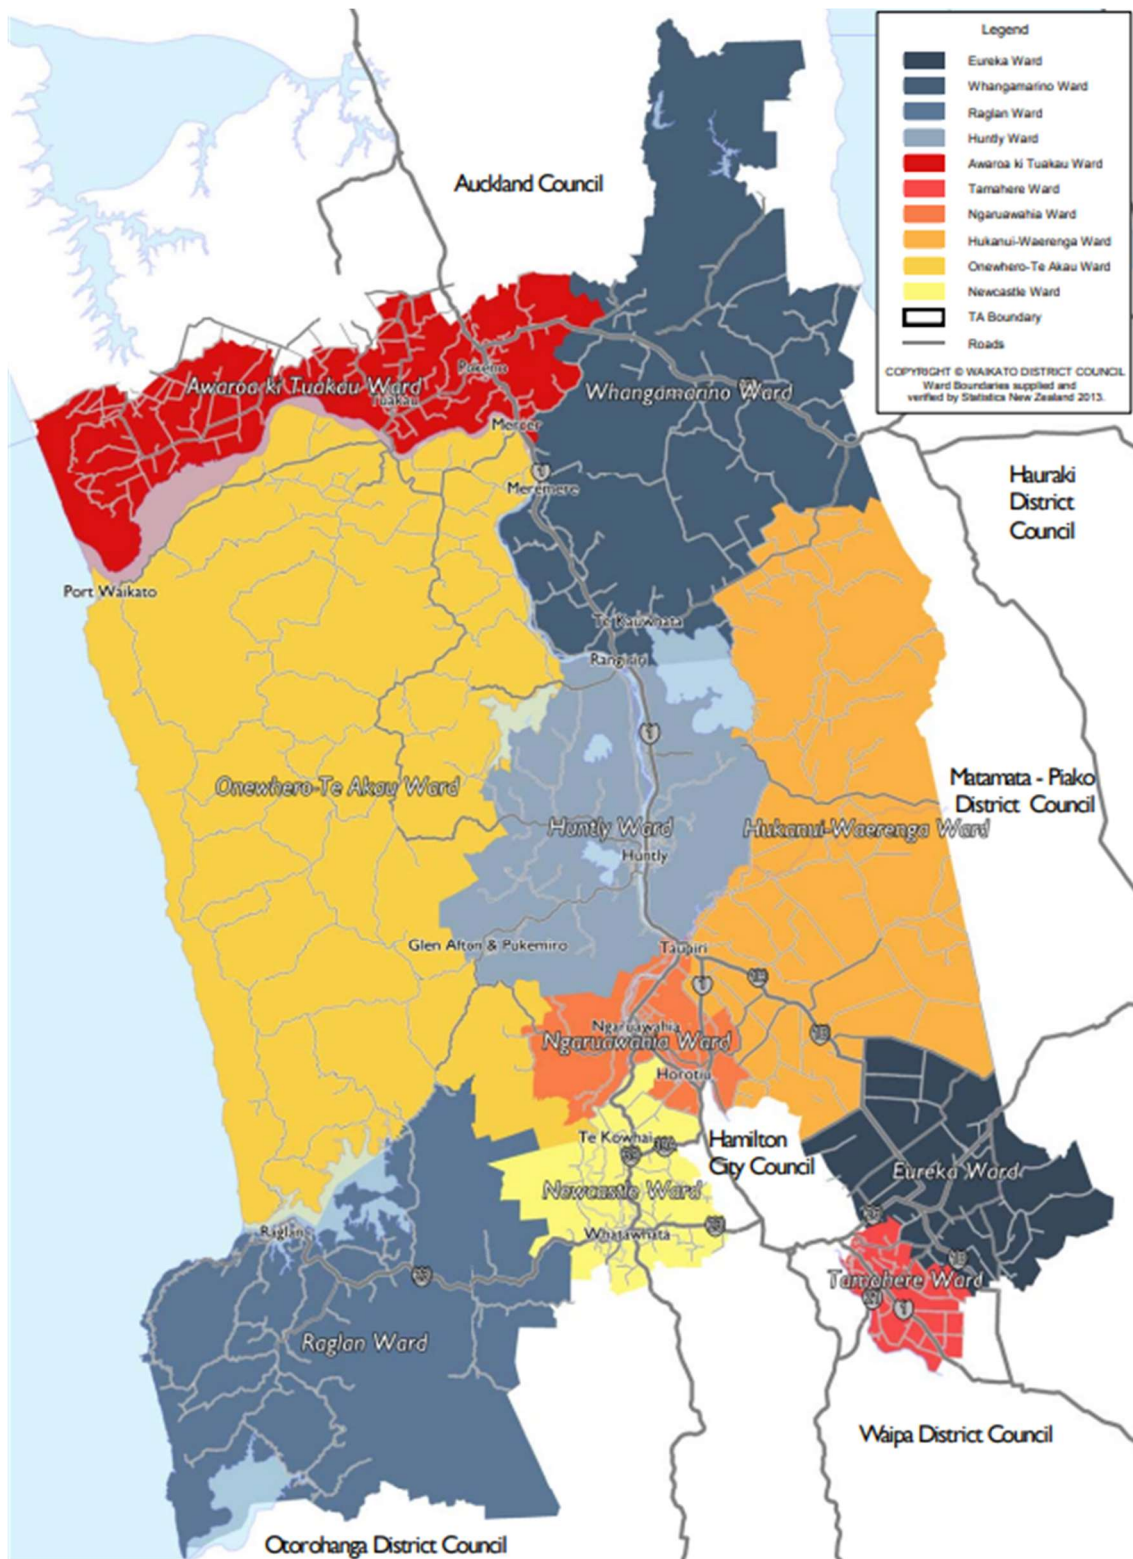 Legend
Eureka Ward
Whangamarino Ward
Raglan Ward
Huntly Ward
Awaroa ki Tuakau Ward
Tamahere Ward
Ngaruawahia Ward
Hukanui-Waerenga Ward
Onewhero-Te Akau Ward
Newcastle Ward
TA Boundary
Roads
COPYRIGHT © WAIKATO DISTRICT COUNCIL
Ward Boundaries supplied and
verified by Statistics New Zealand 2013.
Auckland Council
Pokeno
Awaroa ki Tuakau Ward
Whangamarino Ward
Tuakau
Mercer
1
Hauraki
District
Council
Meremere
Port Waikato
Te Kauwhata
Rangiriri
1
Matamata - Piako
District Council
Onewhero-Te Akau Ward
Huntly Ward
Hukanui-Waerenga Ward
Huntly
Glen Afton & Pukemiro
Taupiri
1
Ngaruawahia
Ngaruawahia Ward
Horotiu
Te Kowhai
Hamilton
City Council
Eureka Ward
Newcastle Ward
Raglan
Whatawhata
Tamahere Ward
1
Raglan Ward
Waipa District Council
Otorohanga District Council